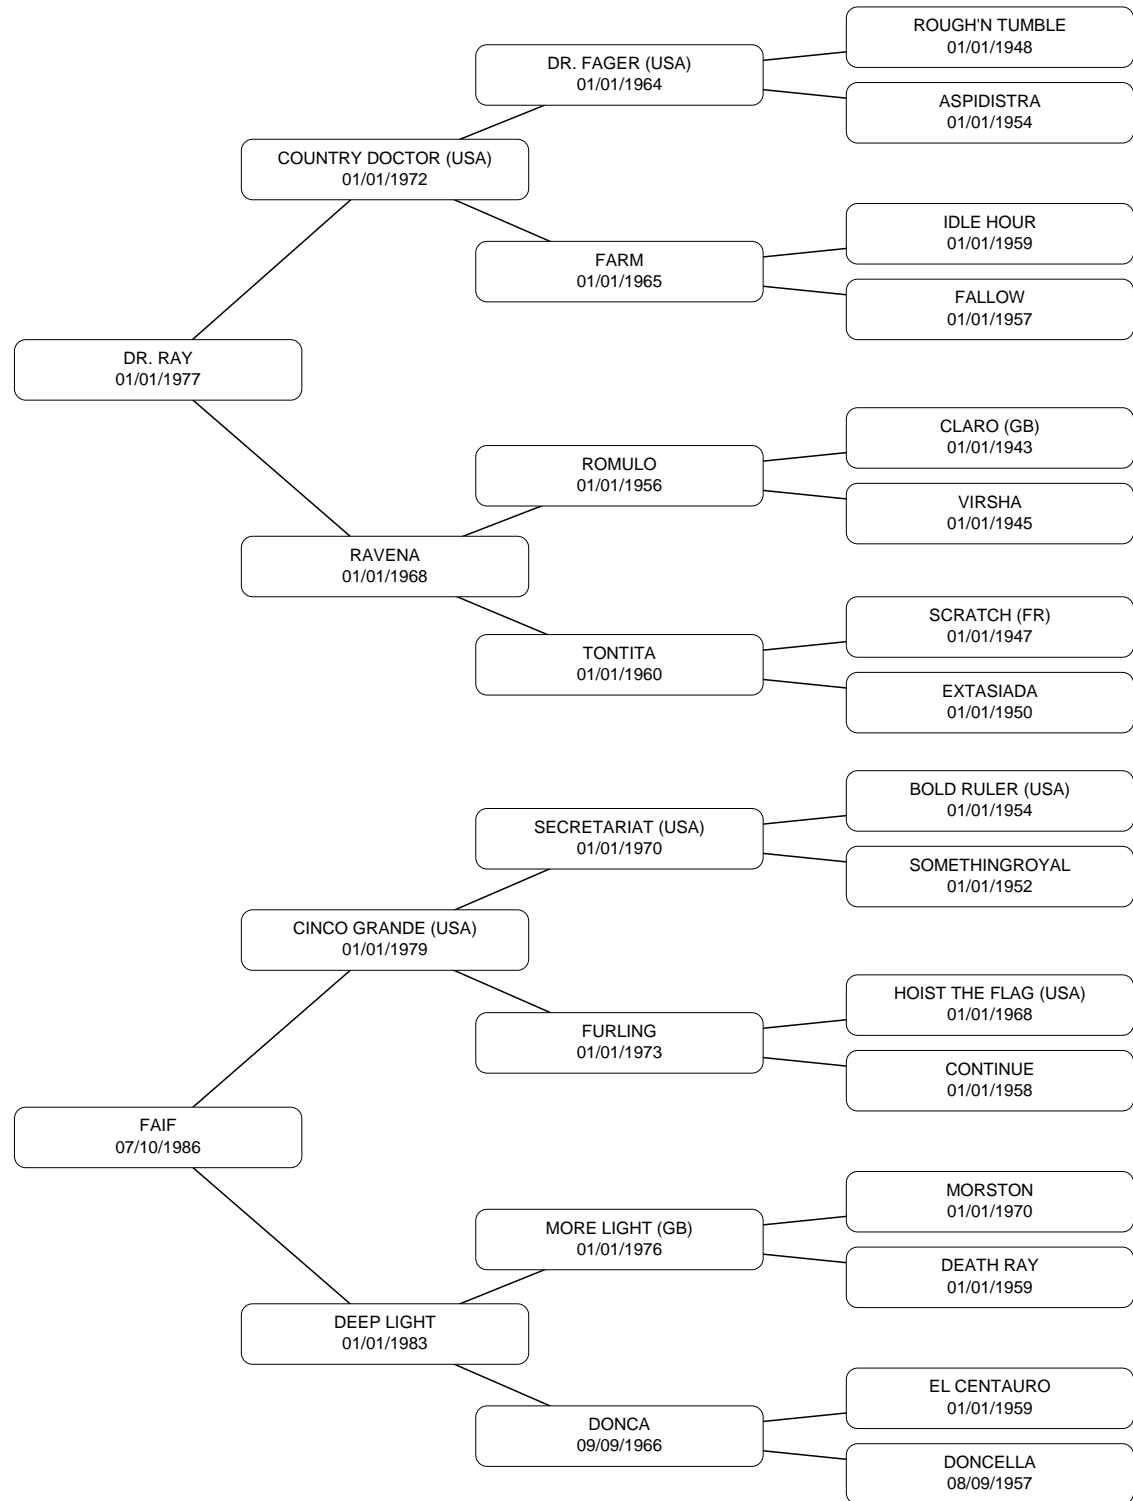 ROUGH'N TUMBLE
01/01/1948
DR. FAGER (USA)
01/01/1964
ASPIDISTRA
01/01/1954
COUNTRY DOCTOR (USA)
01/01/1972
IDLE HOUR
01/01/1959
FARM
01/01/1965
FALLOW
01/01/1957
DR. RAY
01/01/1977
CLARO (GB)
01/01/1943
ROMULO
01/01/1956
VIRSHA
01/01/1945
RAVENA
01/01/1968
SCRATCH (FR)
01/01/1947
TONTITA
01/01/1960
EXTASIADA
01/01/1950
BOLD RULER (USA)
01/01/1954
SECRETARIAT (USA)
01/01/1970
SOMETHINGROYAL
01/01/1952
CINCO GRANDE (USA)
01/01/1979
HOIST THE FLAG (USA)
01/01/1968
FURLING
01/01/1973
CONTINUE
01/01/1958
FAIF
07/10/1986
MORSTON
01/01/1970
MORE LIGHT (GB)
01/01/1976
DEATH RAY
01/01/1959
DEEP LIGHT
01/01/1983
EL CENTAURO
01/01/1959
DONCA
09/09/1966
DONCELLA
08/09/1957